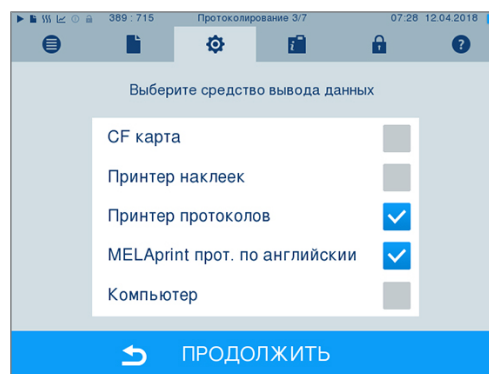 389 : 715 Протоколирование 3/7 07:28 12.04.2018
Выберите средство вывода данных
CF карта
Принтер наклеек
Принтер протоколов
MELAprint прот. по английскии
Компьютер
ПРОДОЛЖИТЬ